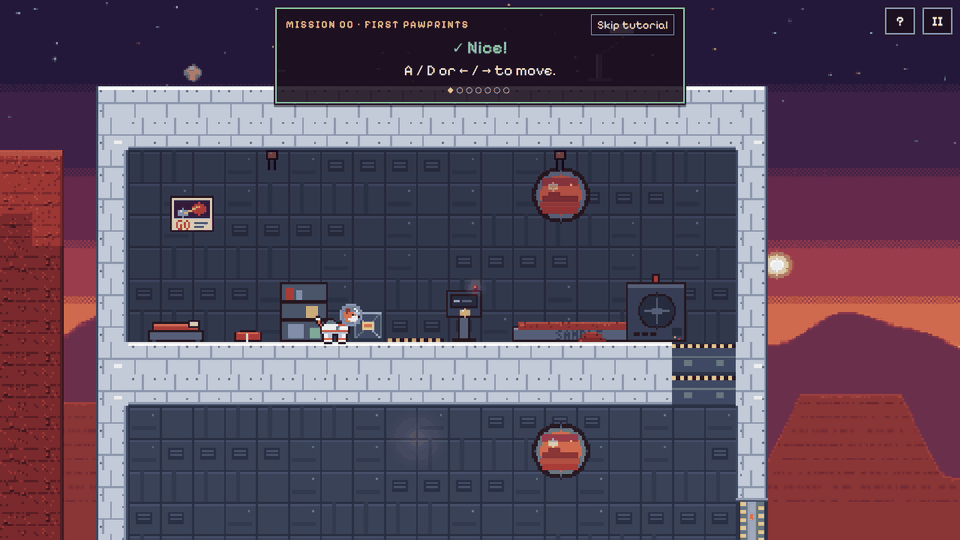 MISSION 00 · FIRST PAWPRINTS
Skip tutorial
?
II
✓ Nice!
A / D or ← / → to move.
GO